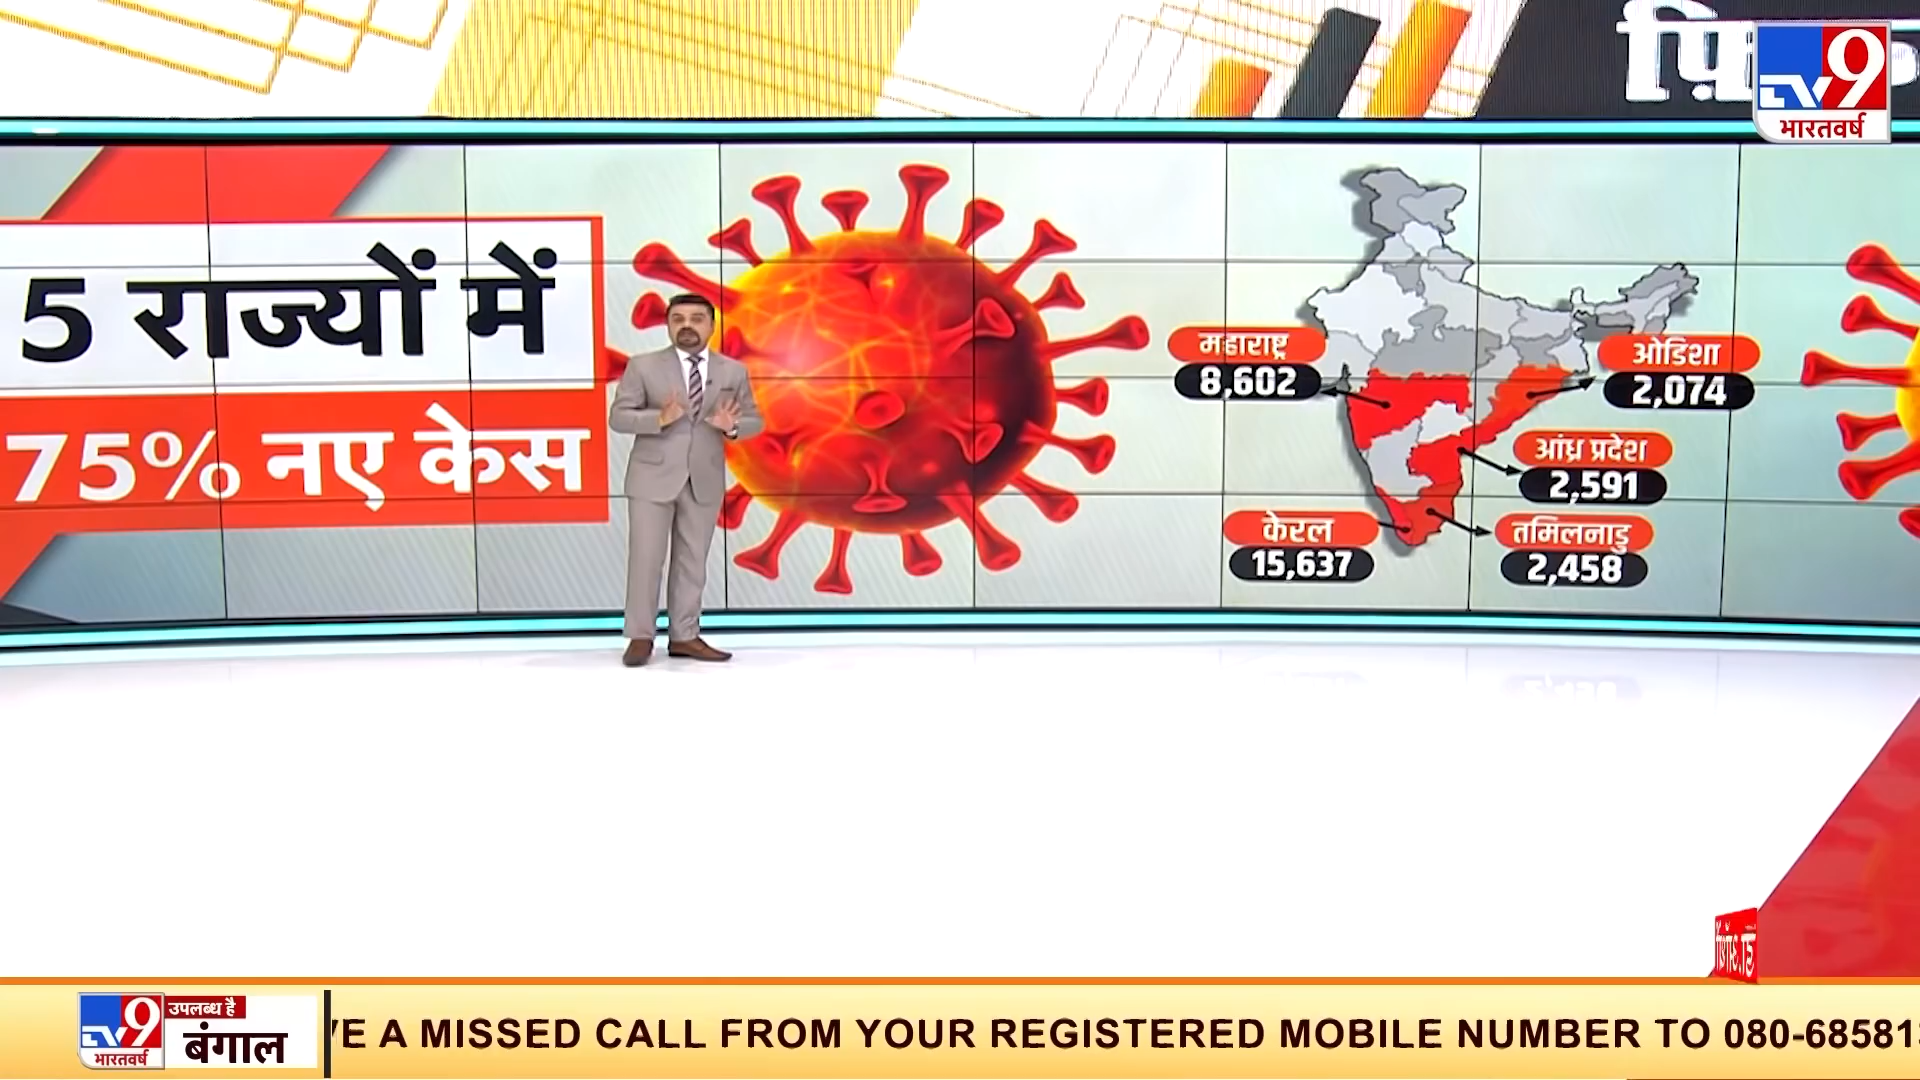 TV9
भारतवर्ष
5 राज्यों में
75% नए केस
महाराष्ट्र
8,602
ओडिशा
2,074
आंध्र प्रदेश
2,591
केरल
15,637
तमिलनाडु
2,458
TV9
भारतवर्ष
उपलब्ध है
बंगाल
A MISSED CALL FROM YOUR REGISTERED MOBILE NUMBER TO 080-68581